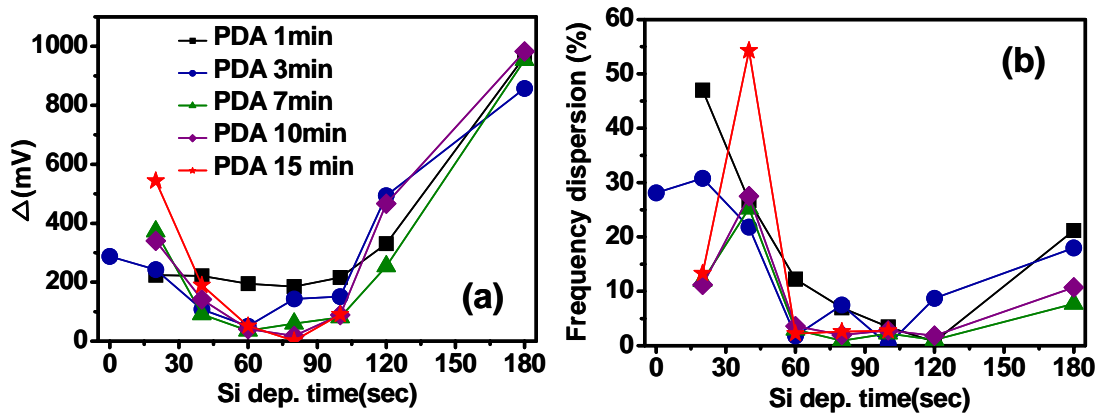 1000
800
600
400
200
0
△(mV)
PDA 1min
PDA 3min
PDA 7min
PDA 10min
PDA 15 min
(a)
0 30 60 90 120 150 180
Si dep. time(sec)
60
50
40
30
20
10
0
Frequency dispersion (%)
(b)
0 30 60 90 120 150 180
Si dep. time(sec)